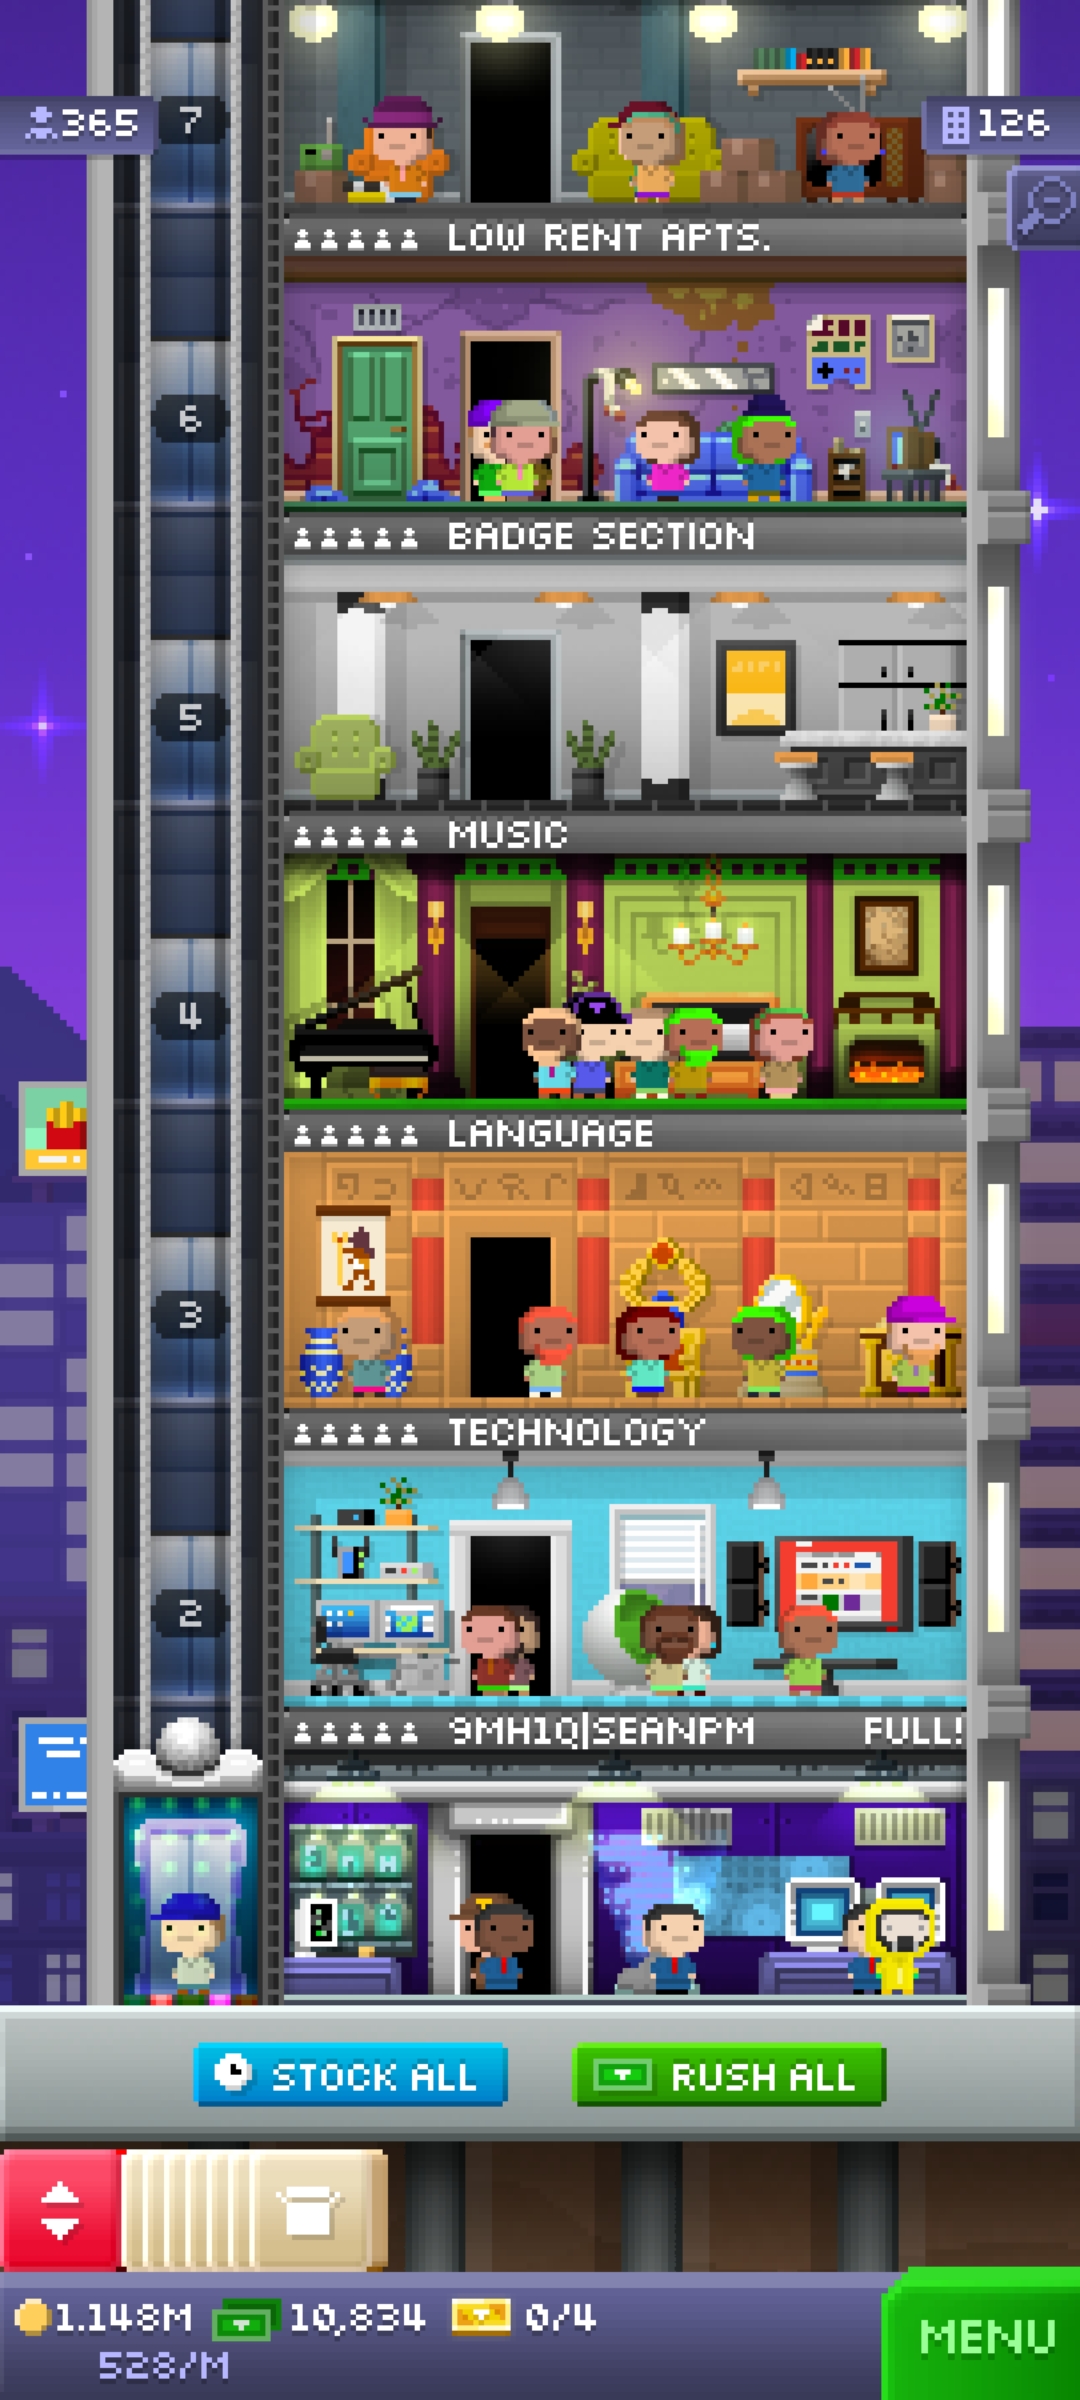 365
7
126
LOW RENT APTS.
6
BADGE SECTION
5
MUSIC
4
LANGUAGE
3
TECHNOLOGY
2
9MH1Q|SEANPM FULL!
STOCK ALL
RUSH ALL
1.148M 10,834 0/4
528/M
MENU